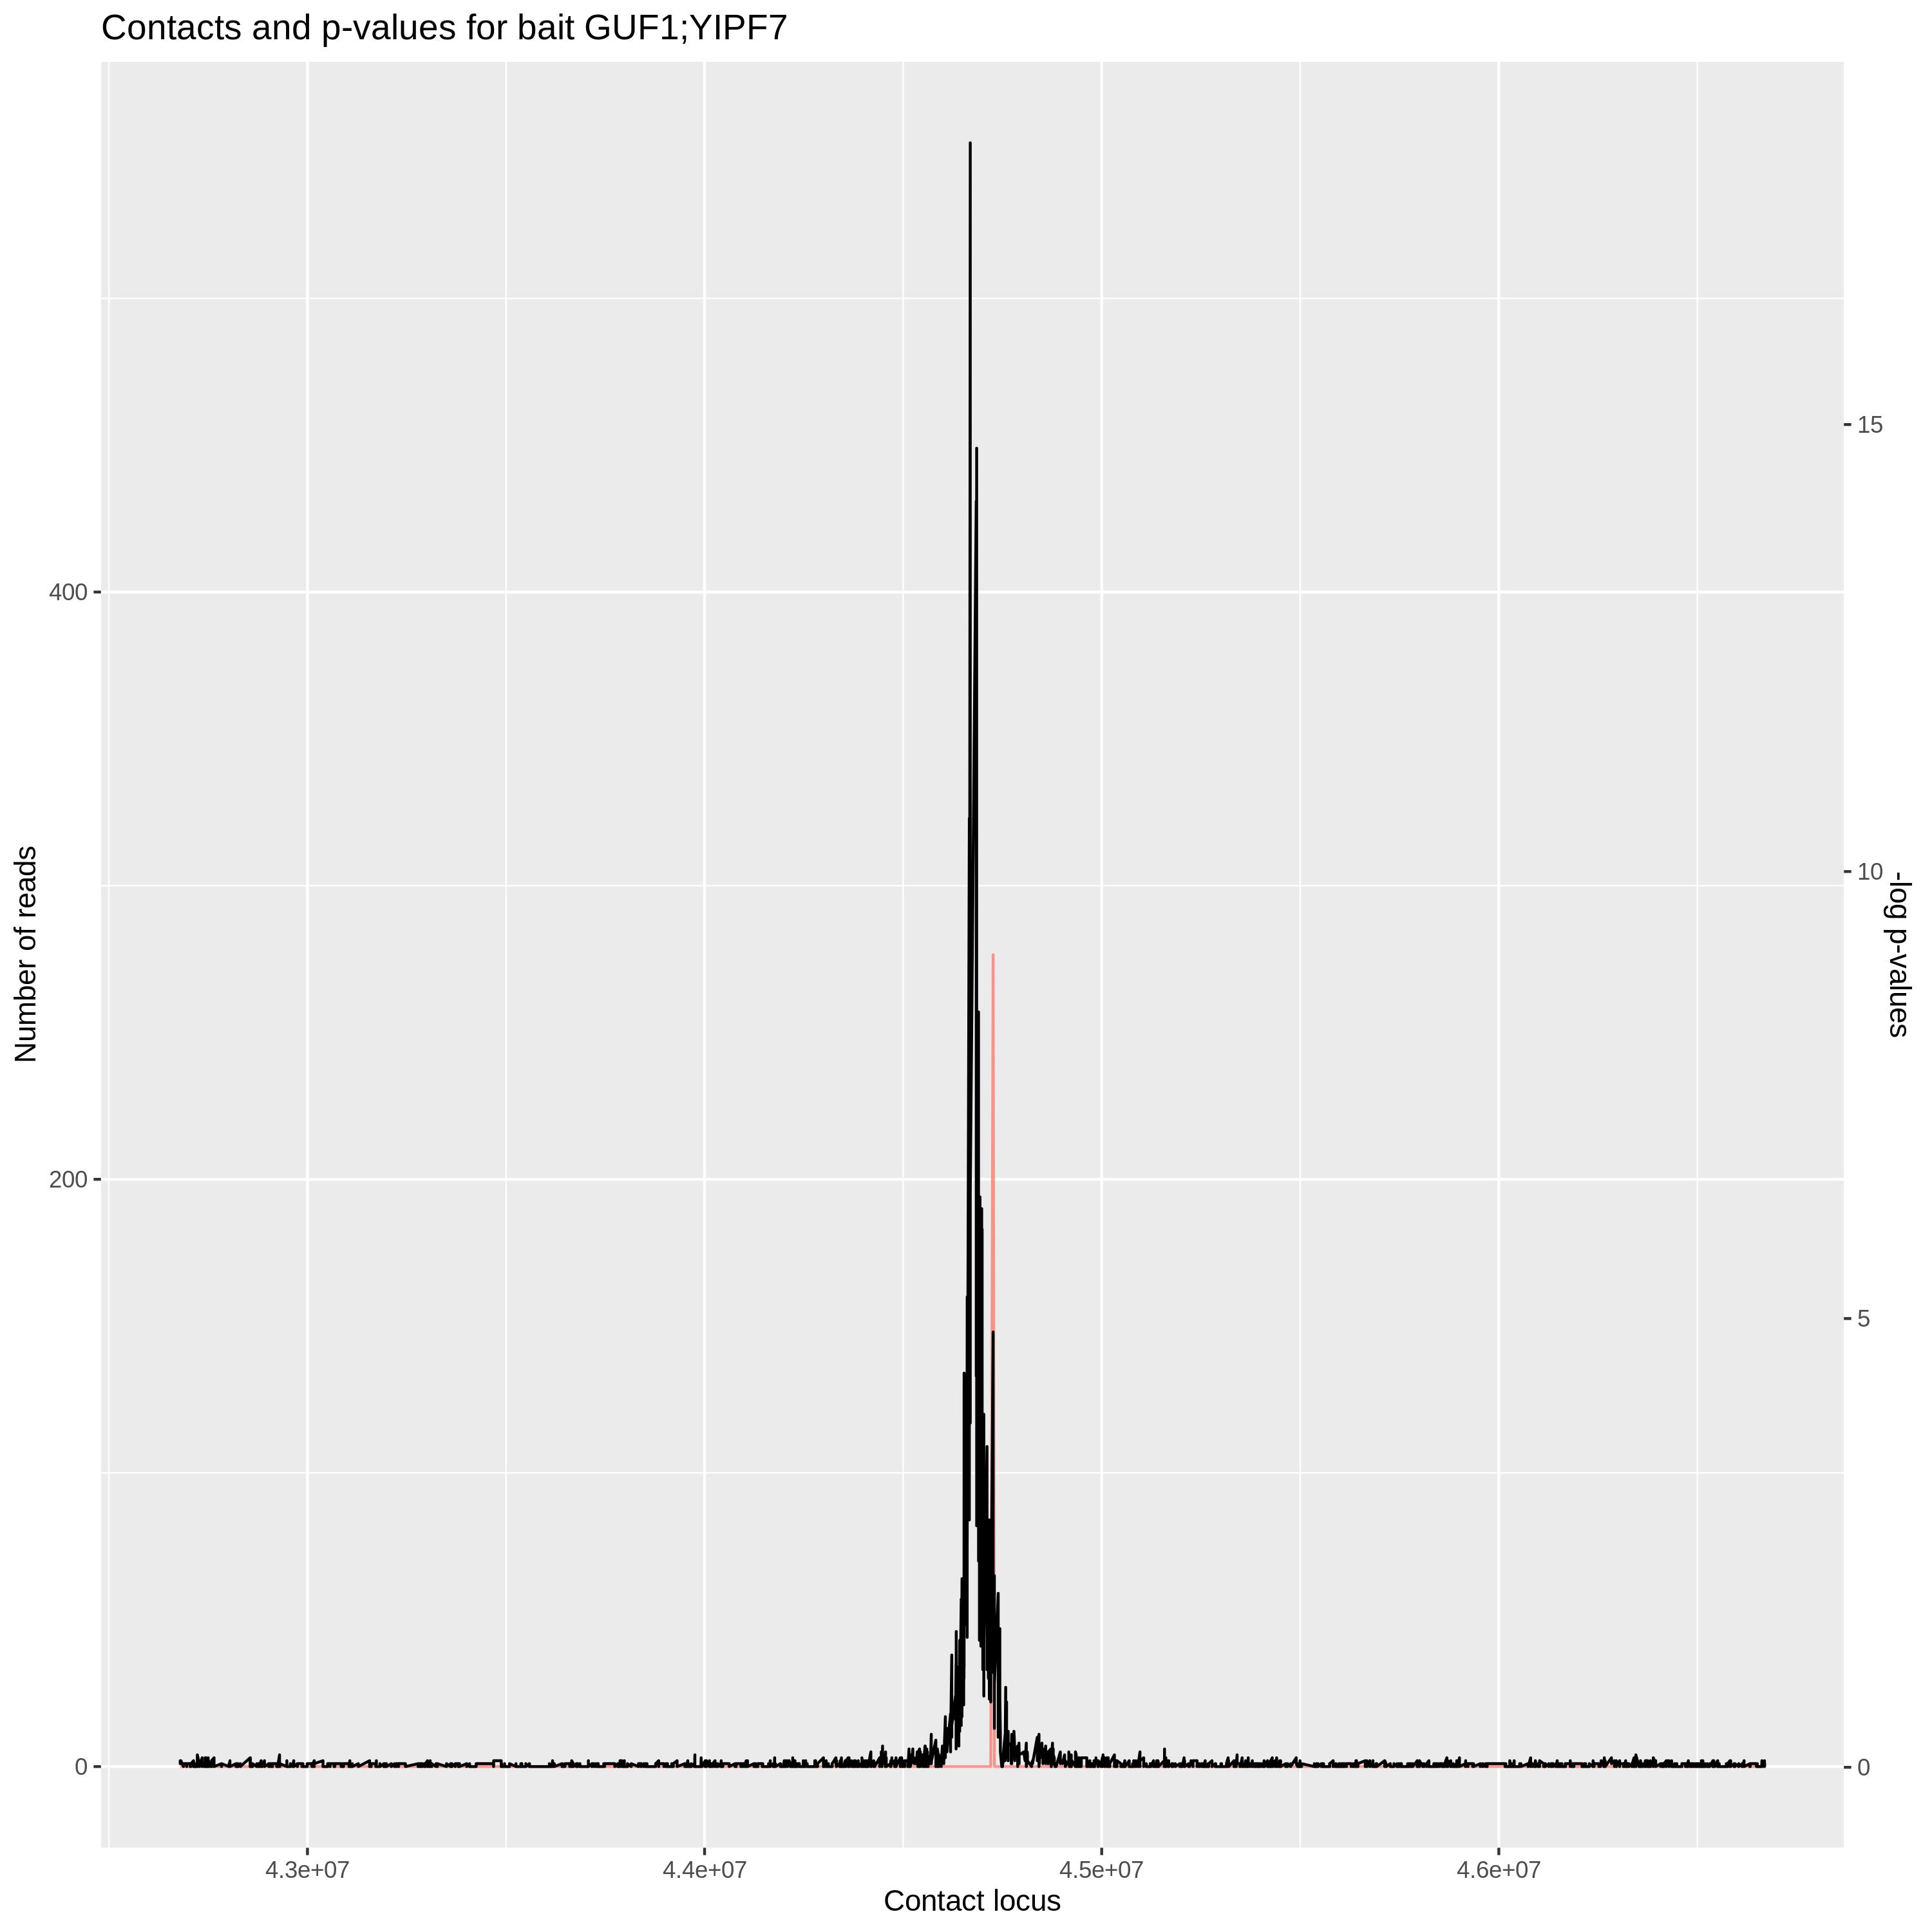 Contacts and p-values for bait GUF1;YIPF7
Number of reads
400
200
0
15
10
5
0
-log p-values
4.3e+07
4.4e+07
4.5e+07
4.6e+07
Contact locus